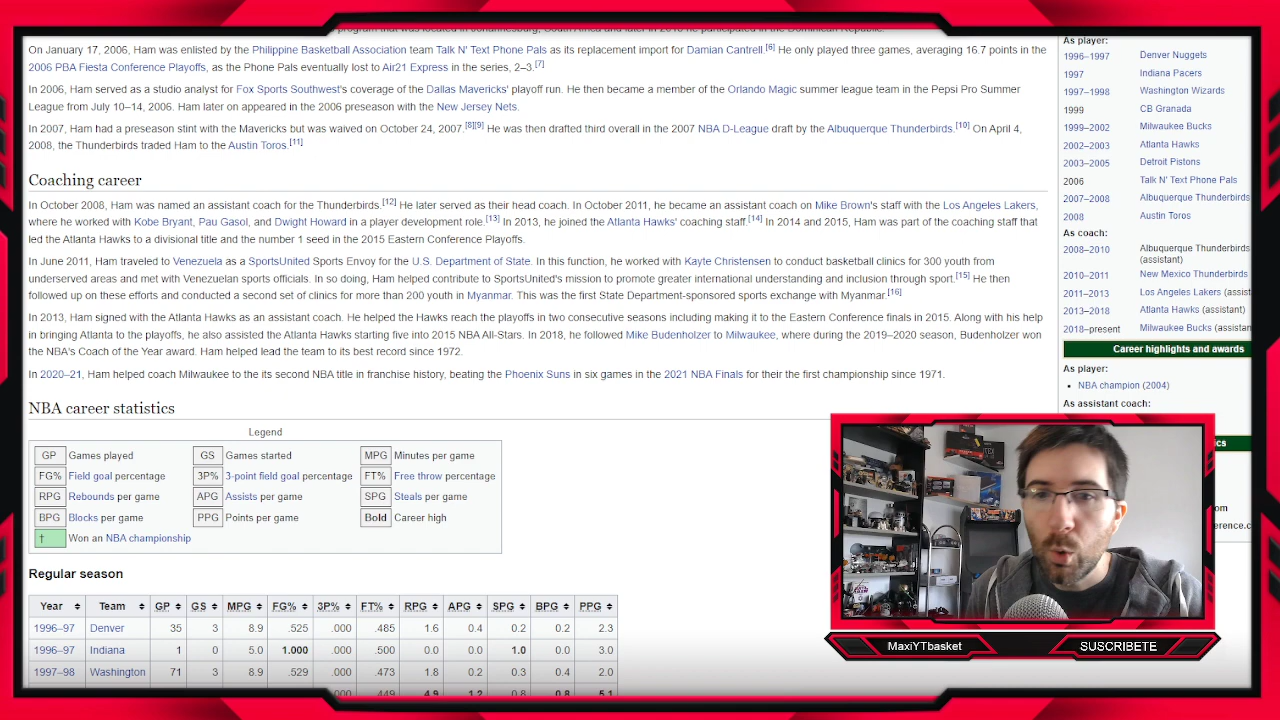 On January 17, 2006, Ham was enlisted by the Philippine Basketball Association team Talk N' Text Phone Pals as its replacement import for Damian Cantrell.[6] He only played three games, averaging 16.7 points in the
2006 PBA Fiesta Conference Playoffs, as the Phone Pals eventually lost to Air21 Express in the series, 2–3.[7]
In 2006, Ham served as a studio analyst for Fox Sports Southwest's coverage of the Dallas Mavericks' playoff run. He then became a member of the Orlando Magic summer league team in the Pepsi Pro Summer
League from July 10–14, 2006. Ham later on appeared in the 2006 preseason with the New Jersey Nets.
In 2007, Ham had a preseason stint with the Mavericks but was waived on October 24, 2007.[8][9] He was then drafted third overall in the 2007 NBA D-League draft by the Albuquerque Thunderbirds.[10] On April 4,
2008, the Thunderbirds traded Ham to the Austin Toros.[11]
Coaching career
In October 2008, Ham was named an assistant coach for the Thunderbirds.[12] He later served as their head coach. In October 2011, he became an assistant coach on Mike Brown's staff with the Los Angeles Lakers,
where he worked with Kobe Bryant, Pau Gasol, and Dwight Howard in a player development role.[13] In 2013, he joined the Atlanta Hawks' coaching staff.[14] In 2014 and 2015, Ham was part of the coaching staff that
led the Atlanta Hawks to a divisional title and the number 1 seed in the 2015 Eastern Conference Playoffs.
In June 2011, Ham traveled to Venezuela as a SportsUnited Sports Envoy for the U.S. Department of State. In this function, he worked with Kayte Christensen to conduct basketball clinics for 300 youth from
underserved areas and met with Venezuelan sports officials. In so doing, Ham helped contribute to SportsUnited's mission to promote greater international understanding and inclusion through sport.[15] He then
followed up on these efforts and conducted a second set of clinics for more than 200 youth in Myanmar. This was the first State Department-sponsored sports exchange with Myanmar.[16]
In 2013, Ham signed with the Atlanta Hawks as an assistant coach. He helped the Hawks reach the playoffs in two consecutive seasons including making it to the Eastern Conference finals in 2015. Along with his help
in bringing Atlanta to the playoffs, he also assisted the Atlanta Hawks starting five into 2015 NBA All-Stars. In 2018, he followed Mike Budenholzer to Milwaukee, where during the 2019–2020 season, Budenholzer won
the NBA's Coach of the Year award. Ham helped lead the team to its best record since 1972.
In 2020–21, Ham helped coach Milwaukee to the its second NBA title in franchise history, beating the Phoenix Suns in six games in the 2021 NBA Finals for their the first championship since 1971.
NBA career statistics
Legend
GP Games played GS Games started MPG Minutes per game
FG% Field goal percentage 3P% 3-point field goal percentage FT% Free throw percentage
RPG Rebounds per game APG Assists per game SPG Steals per game
BPG Blocks per game PPG Points per game Bold Career high
† Won an NBA championship
Regular season
Year Team GP GS MPG FG% 3P% FT% RPG APG SPG BPG PPG
1996–97 Denver 35 3 8.9 .525 .000 .485 1.6 0.4 0.2 0.2 2.3
1996–97 Indiana 1 0 5.0 1.000 .000 .500 0.0 0.0 1.0 0.0 3.0
1997–98 Washington 71 3 8.9 .529 .000 .473 1.8 0.2 0.3 0.4 2.0
.000 .449 4.9 1.2 0.8 0.8 5.1
As player:
1996–1997 Denver Nuggets
1997 Indiana Pacers
1997–1998 Washington Wizards
1999 CB Granada
1999–2002 Milwaukee Bucks
2002–2003 Atlanta Hawks
2003–2005 Detroit Pistons
2006 Talk N' Text Phone Pals
2007–2008 Albuquerque Thunderbirds
2008 Austin Toros
As coach:
2008–2010 Albuquerque Thunderbirds
(assistant)
2010–2011 New Mexico Thunderbirds
2011–2013 Los Angeles Lakers (assist
2013–2018 Atlanta Hawks (assistant)
2018–present Milwaukee Bucks (assistan
Career highlights and awards
As player:
• NBA champion (2004)
As assistant coach:
MaxiYTbasket
SUSCRIBETE